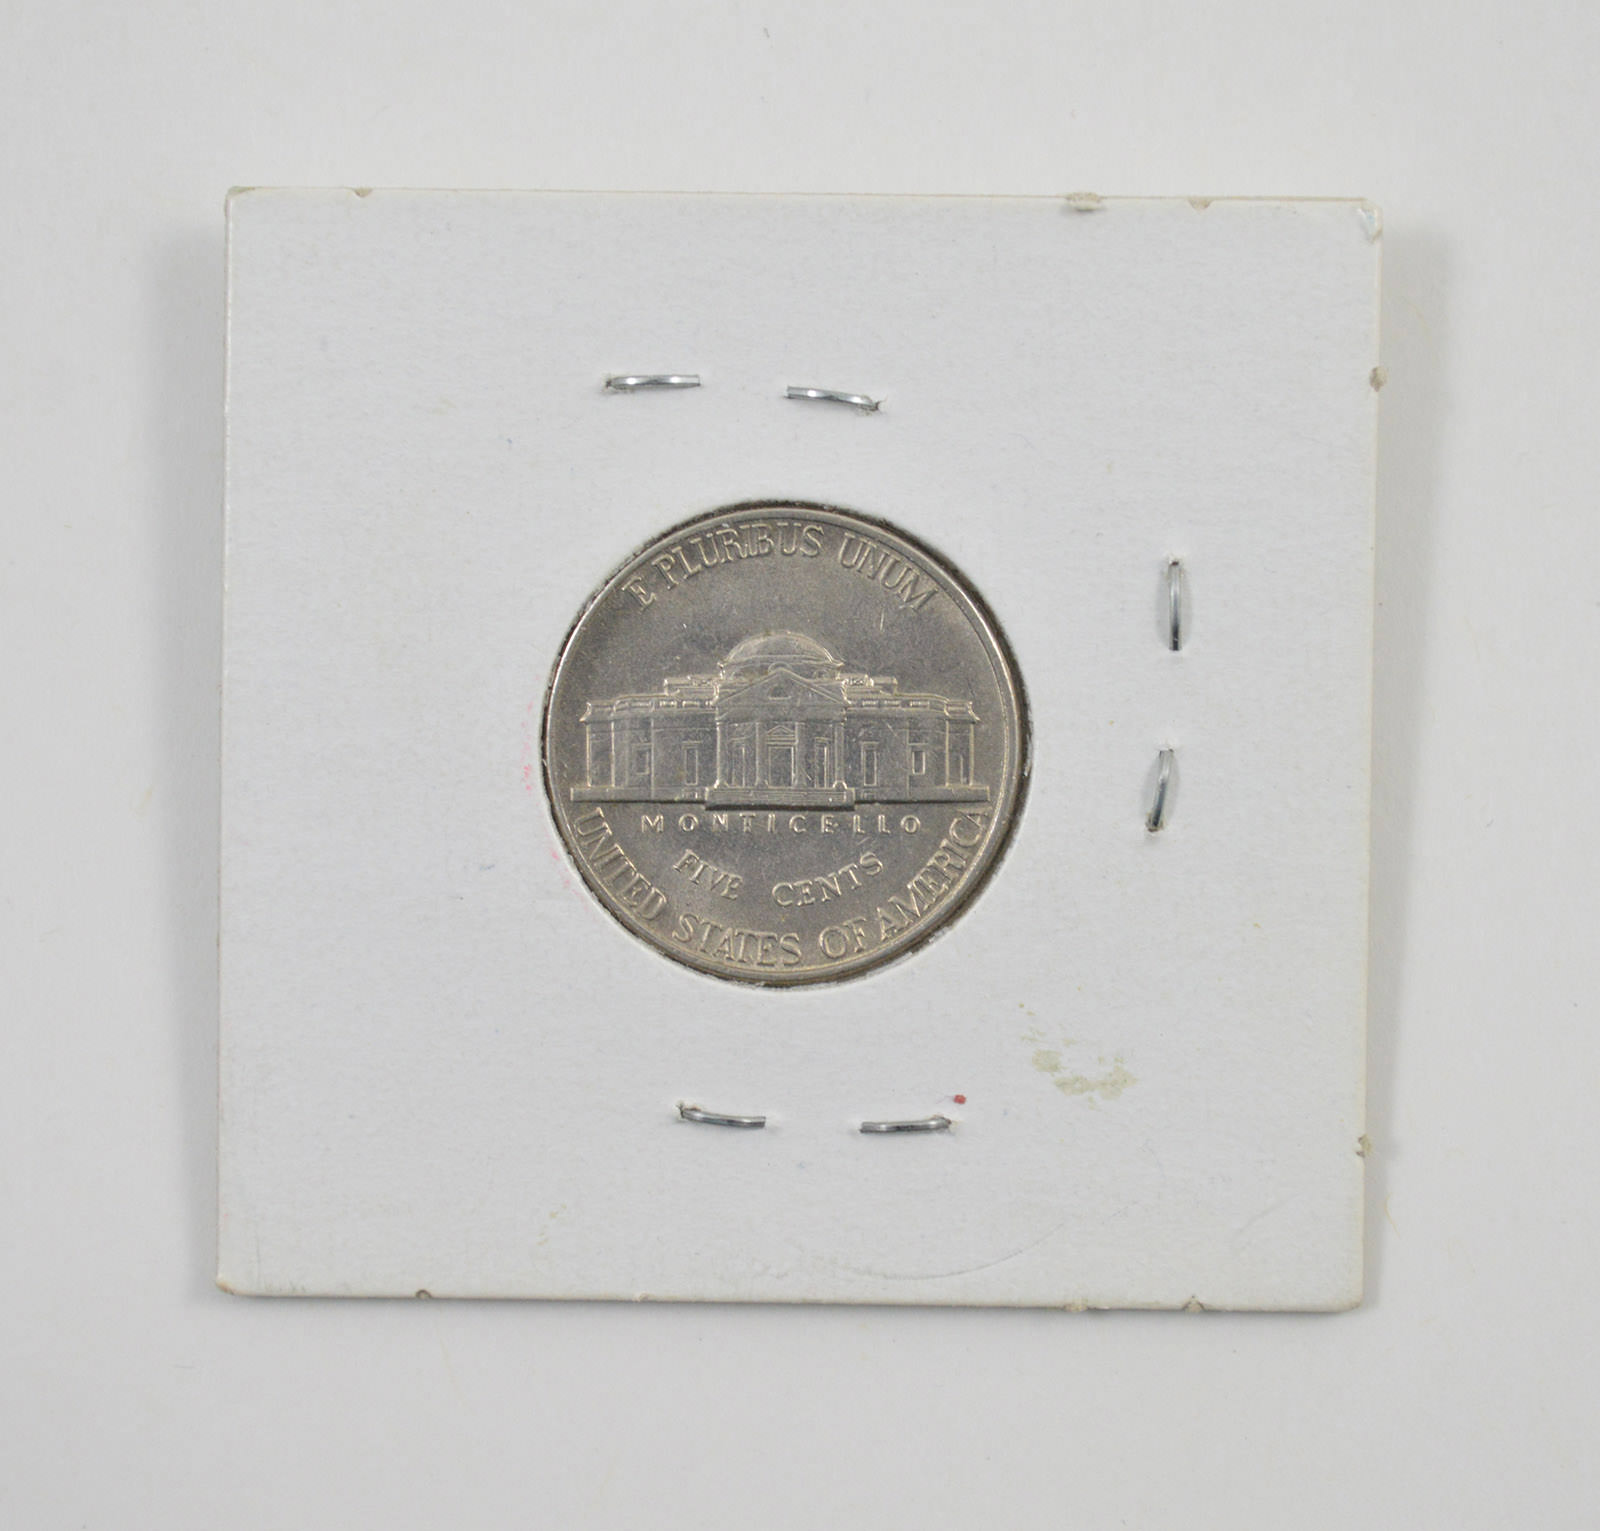 E PLURIBUS UNUM
MONTICELLO
FIVE CENTS
UNITED STATES OF AMERICA